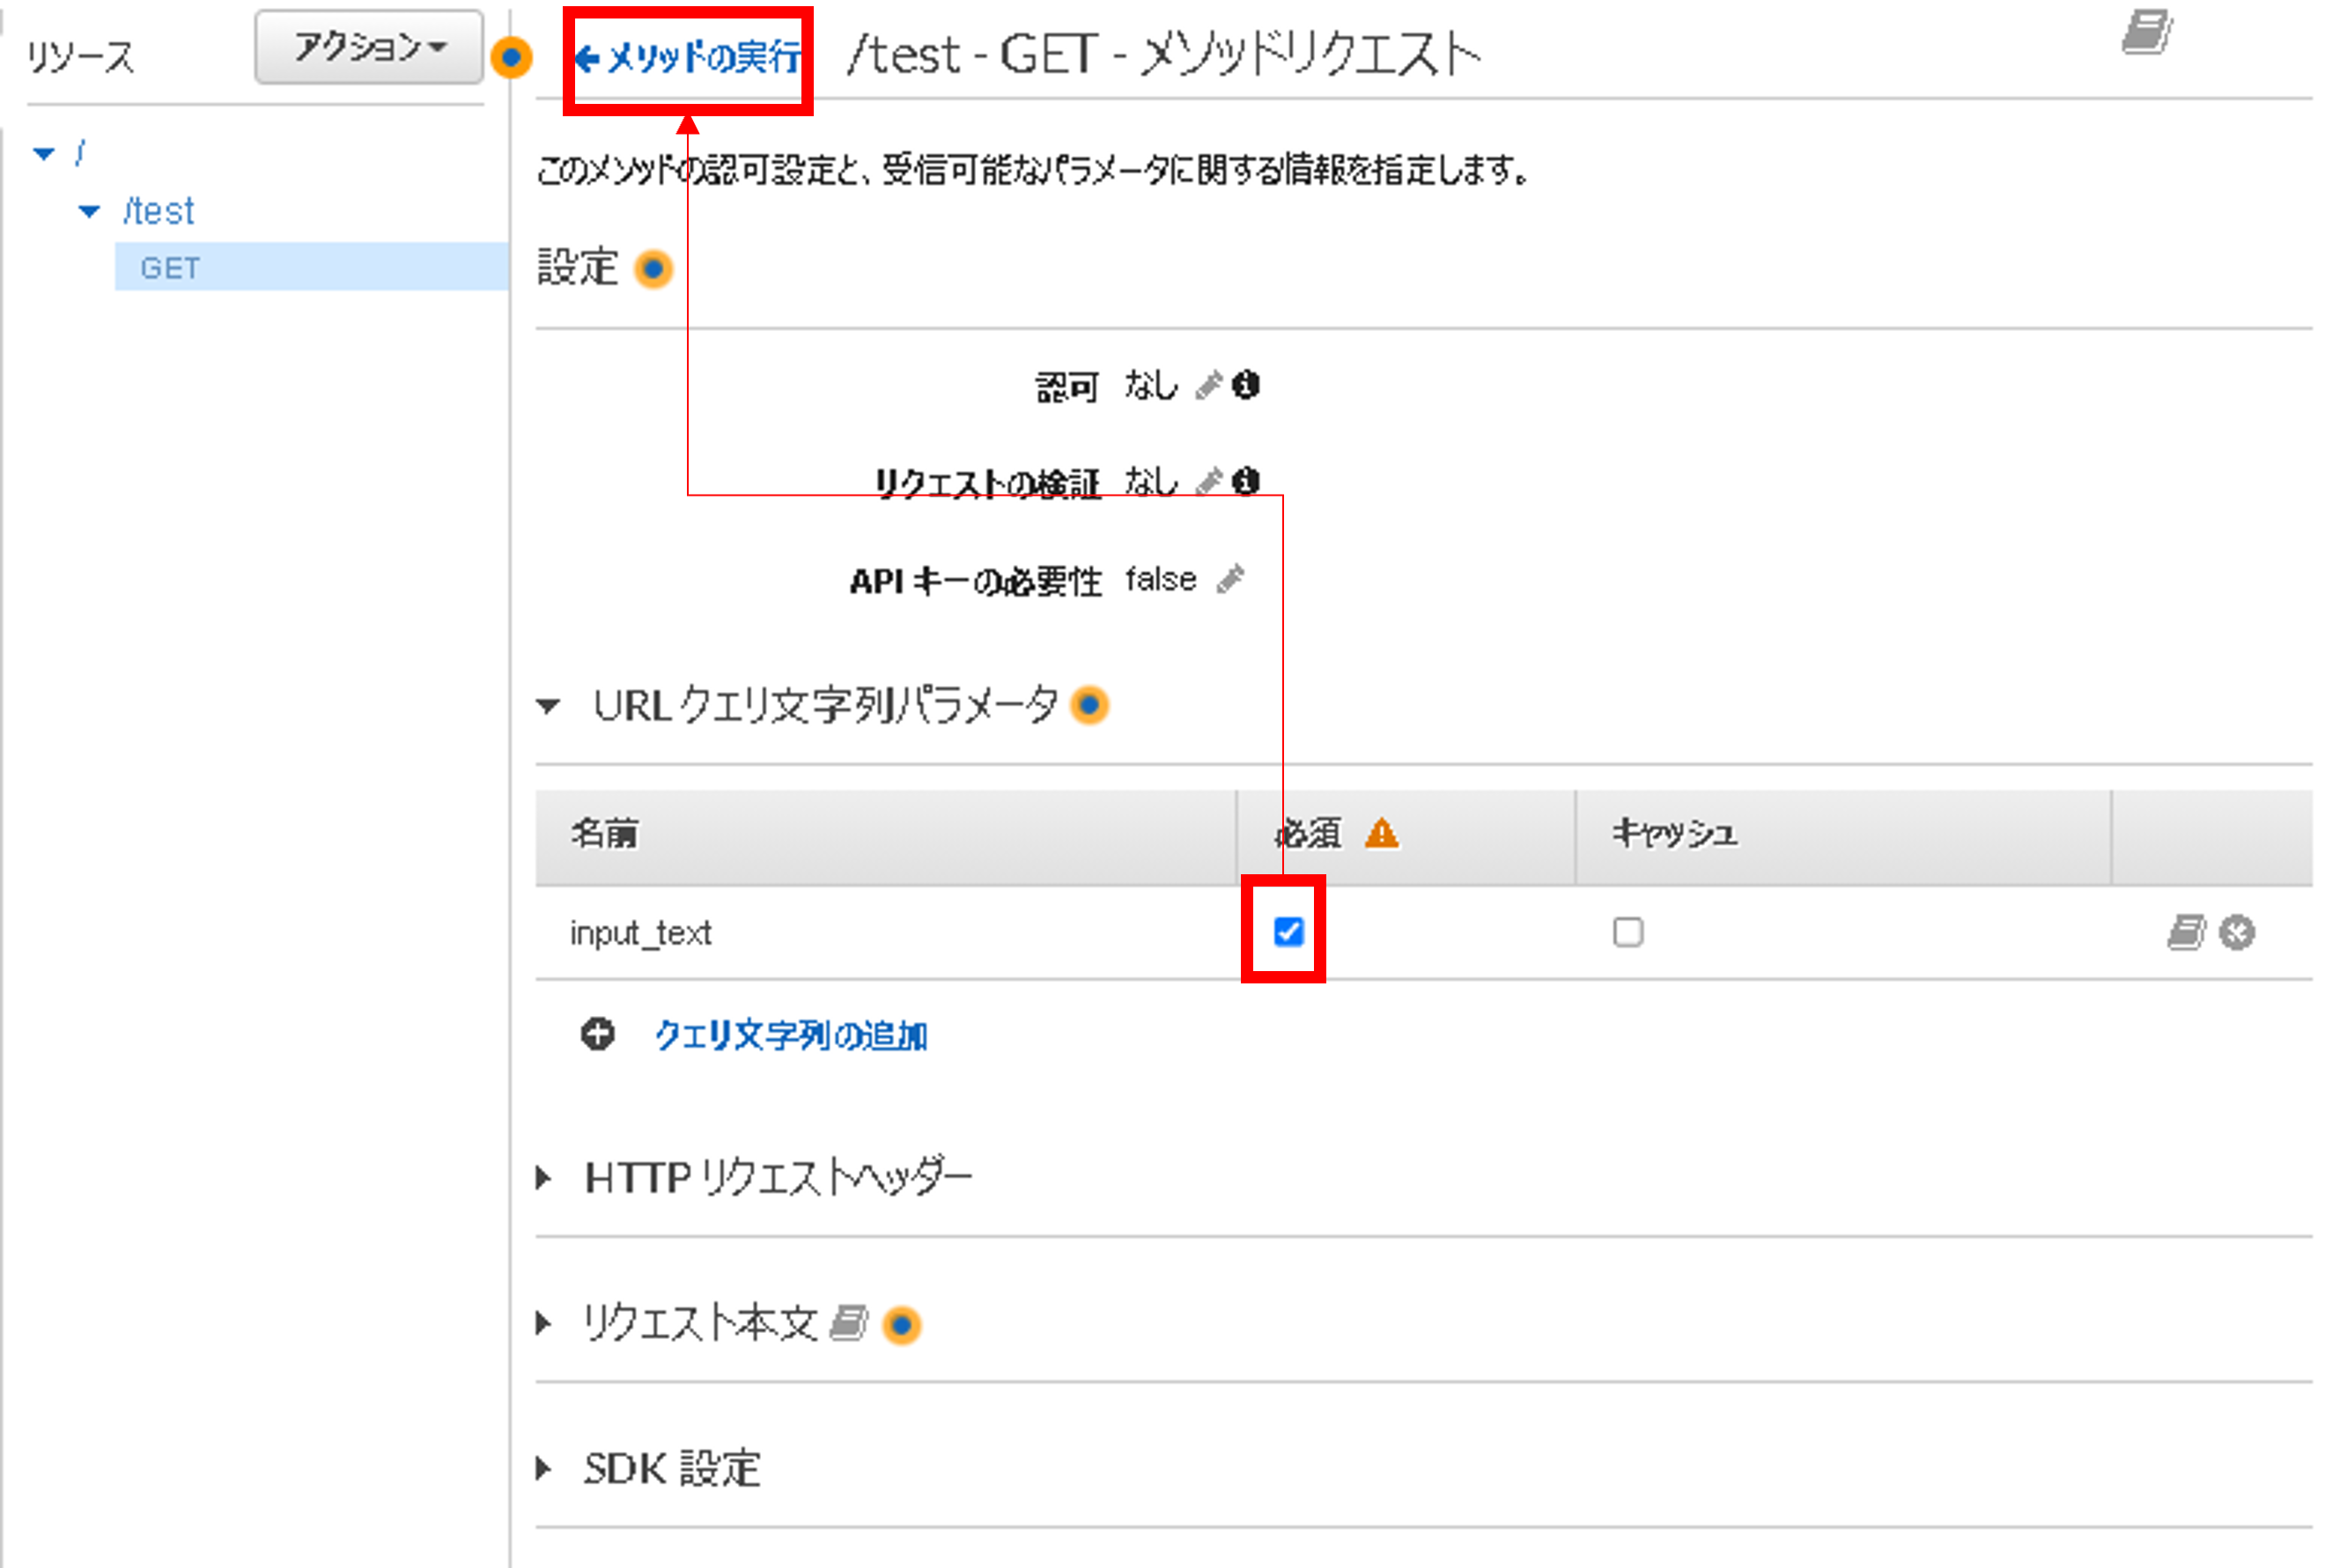 リソース
アクション
メソッドの実行
/test - GET - メソッドリクエスト
/
/test
GET
このメソッドの認可設定と、受信可能なパラメータに関する情報を指定します。
設定
認可 なし
リクエストの検証 なし
API キーの必要性 false
URL クエリ文字列パラメータ
名前 必須 キャッシュ
input_text
クエリ文字列の追加
HTTP リクエストヘッダー
リクエスト本文
SDK 設定